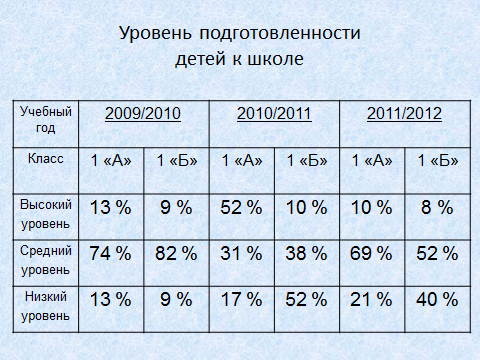 Уровень подготовленности
детей к школе
Учебный год 2009/2010 2010/2011 2011/2012
Класс 1 «А» 1 «Б» 1 «А» 1 «Б» 1 «А» 1 «Б»
Высокий уровень 13 % 9 % 52 % 10 % 10 % 8 %
Средний уровень 74 % 82 % 31 % 38 % 69 % 52 %
Низкий уровень 13 % 9 % 17 % 52 % 21 % 40 %